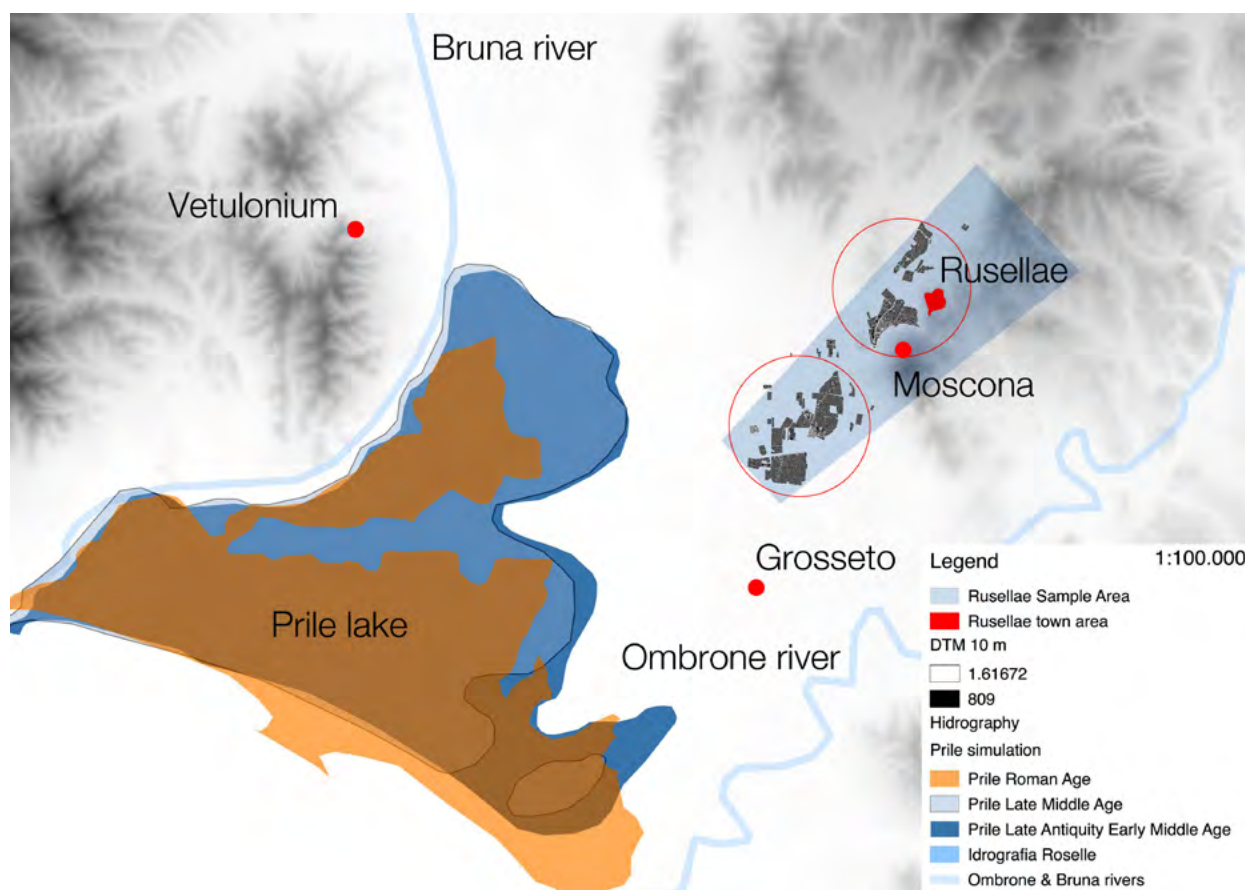 Bruna river
Vetulonium
Rusellae
Moscona
Grosseto
Prile lake
Ombrone river
Legend 1:100.000
Rusellae Sample Area
Rusellae town area
DTM 10 m
1.61672
809
Hidrography
Prile simulation
Prile Roman Age
Prile Late Middle Age
Prile Late Antiquity Early Middle Age
Idrografia Roselle
Ombrone & Bruna rivers